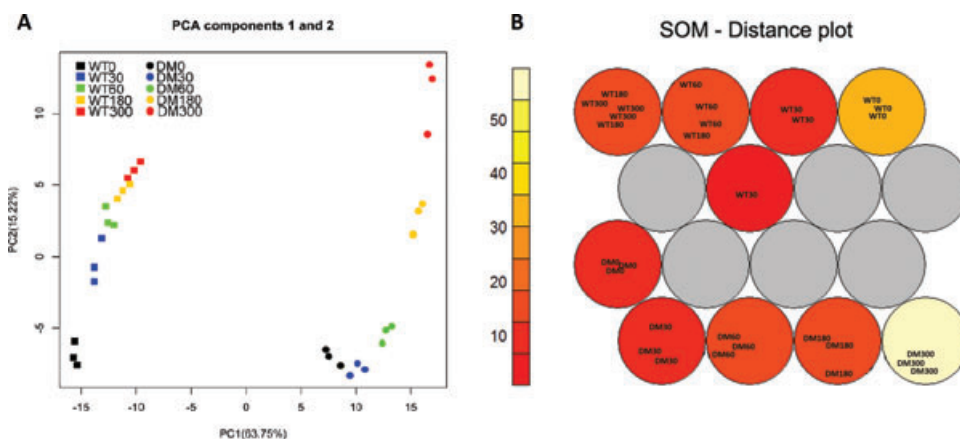 A
PCA components 1 and 2
WT0 DM0
WT30 DM30
WT60 DM60
WT180 DM180
WT300 DM300
10
5
0
-5
PC2(15.22%)
-15 -10 -5 0 5 10 15
PC1(63.75%)
B
SOM - Distance plot
50
40
30
20
10
WT180
WT300
WT300
WT300
WT180
WT60
WT60
WT60
WT180
WT30
WT30
WT0
WT0
WT0
WT30
DM0
DM0
DM0
DM30
DM30
DM30
DM60
DM60
DM60
DM180
DM180
DM180
DM300
DM300
DM300